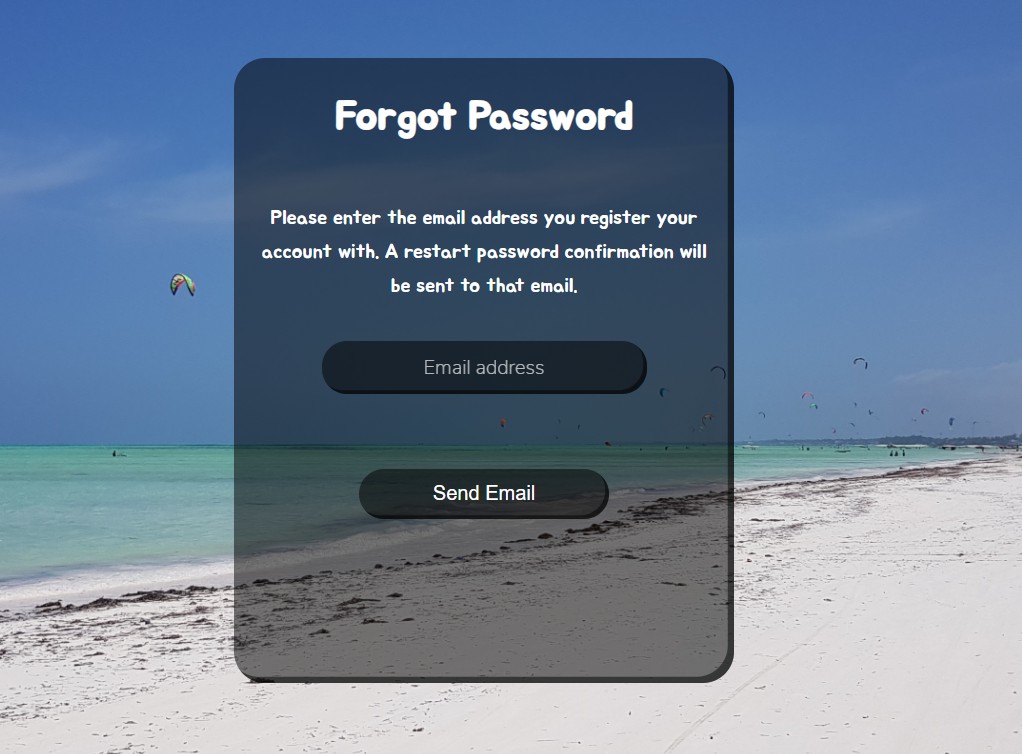 Forgot Password
Please enter the email address you register your
account with. A restart password confirmation will
be sent to that email.
Email address
Send Email